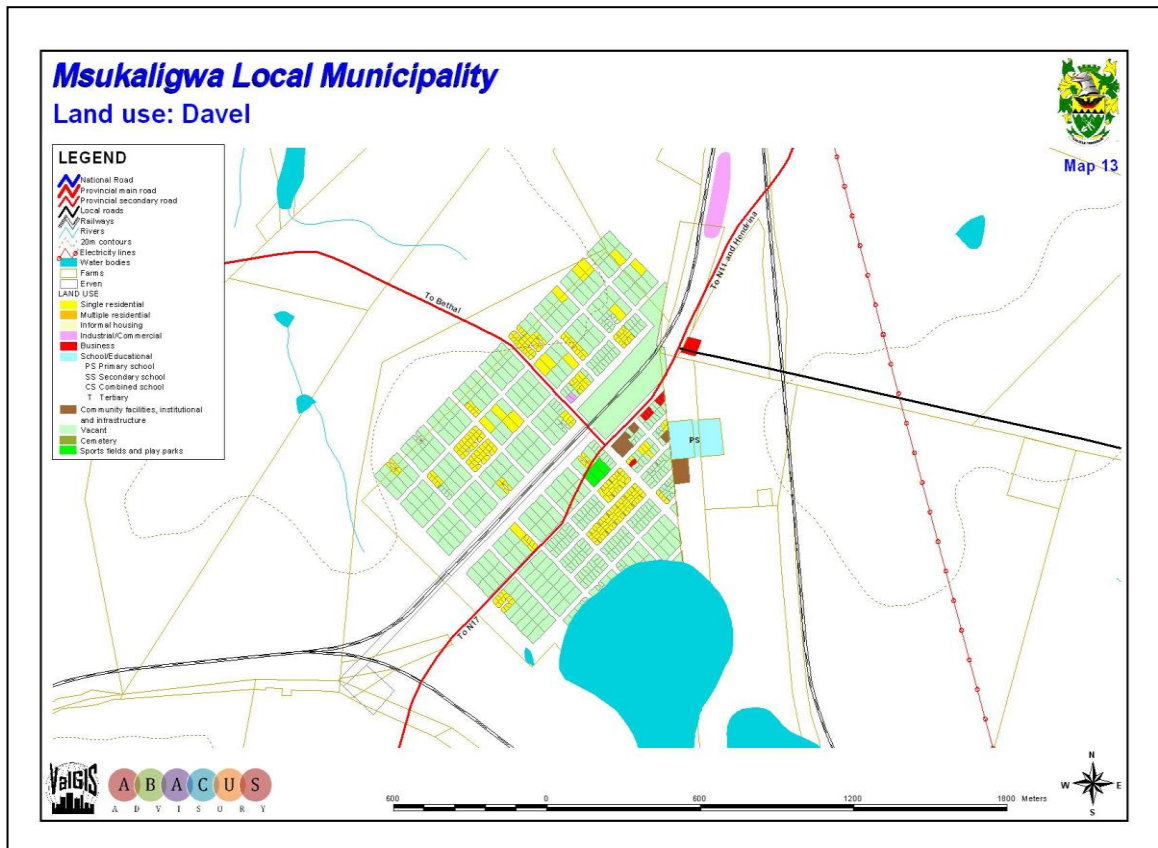 Msukaligwa Local Municipality
Land use: Davel
Map 13
LEGEND
National Road
Provincial main road
Provincial secondary road
Local roads
Railways
Rivers
20m contours
Electricity lines
Water bodies
Farms
Erven
LAND USE
Single residential
Multiple residential
Informal housing
Industrial/Commercial
Business
School/Educational
PS Primary school
SS Secondary school
CS Combined school
T Tertiary
Community facilities, institutional
and infrastructure
Vacant
Cemetery
Sports fields and play parks
To Bethal
To N11 and Hendrina
PS
To N17
ValGIS
ABACUS
ADVISORY
600 0 600 1200 1800 Meters
N
W E
S